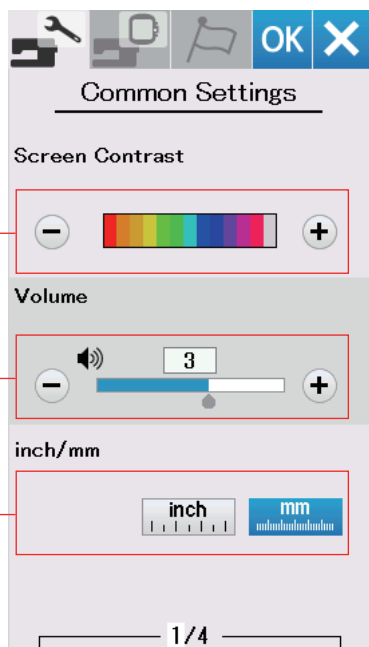 OK
Common Settings
Screen Contrast
Volume
3
inch/mm
inch mm
1/4